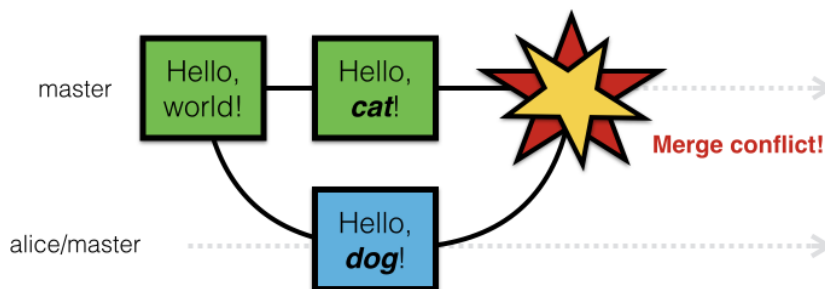 master
Hello,
world!
Hello,
cat!
Merge conflict!
alice/master
Hello,
dog!